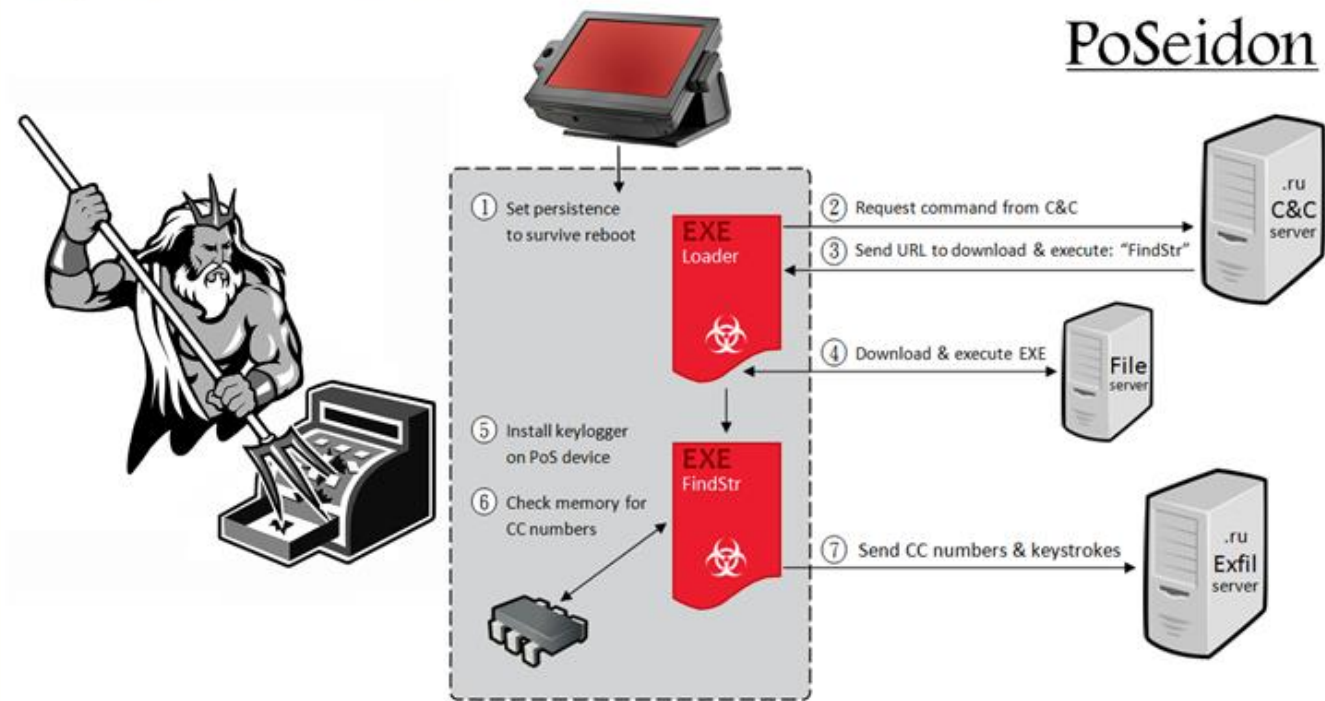 PoSeidon
① Set persistence
to survive reboot
EXE
Loader
② Request command from C&C
③ Send URL to download & execute: “FindStr”
.ru
C&C
server
④ Download & execute EXE
File
server
⑤ Install keylogger
on PoS device
EXE
FindStr
⑥ Check memory for
CC numbers
⑦ Send CC numbers & keystrokes
.ru
Exfil
server